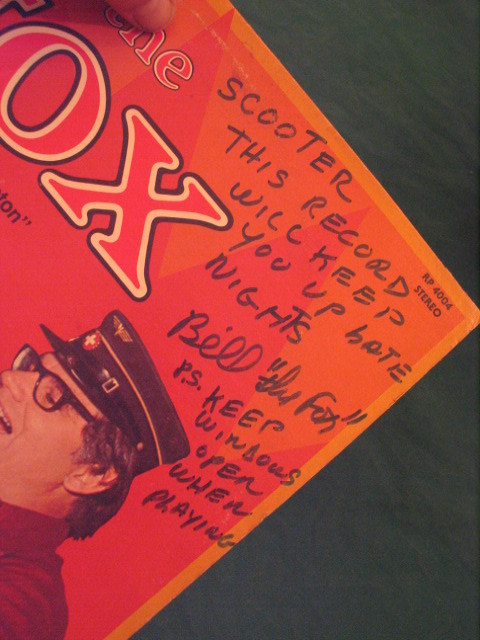 the
OX
ton"
SCOOTER
THIS RECORD
WILL KEEP
YOU UP LATE
NIGHTS
Bill "The Fox"
P.S. KEEP
WINDOWS
OPEN
WHEN
PLAYING
RP 4004
STEREO